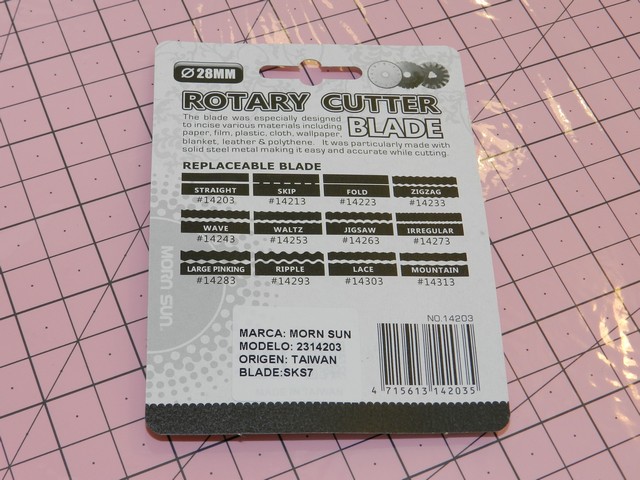 Ø 28MM
ROTARY CUTTER
BLADE
The blade was especially designed
to incise various materials including
paper, film, plastic, cloth, wallpaper,
blanket, leather & polythene. It was particularly made with
solid steel metal making it easy and accurate while cutting.
REPLACEABLE BLADE
STRAIGHT SKIP FOLD ZIGZAG
#14203 #14213 #14223 #14233
WAVE WALTZ JIGSAW IRREGULAR
#14243 #14253 #14263 #14273
LARGE PINKING RIPPLE LACE MOUNTAIN
#14283 #14293 #14303 #14313
MORN SUN
NO.14203
MARCA: MORN SUN
MODELO: 2314203
ORIGEN: TAIWAN
BLADE:SKS7
4 715613 142035